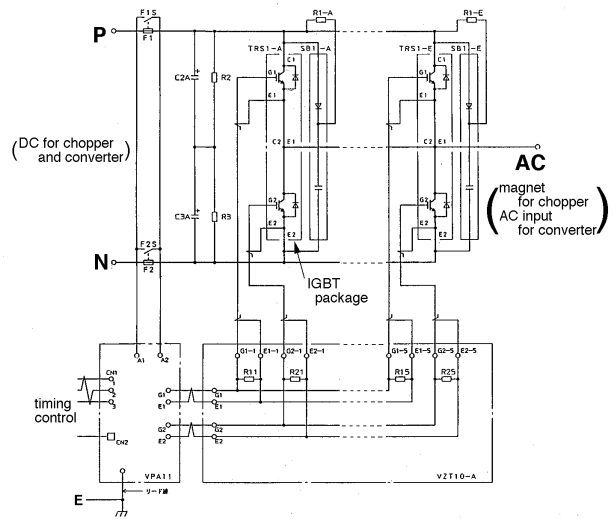 F1S
P
F1
R1-A
R1-E
TRS1-A SB1-A
TRS1-E SB1-E
C1
C1
G1
G1
C2A
R2
E1
E1
(DC for chopper
and converter)
C2 E1
C2 E1
AC
(magnet
for chopper
AC input
for converter)
G2
G2
C3A
R3
E2
E2
F2S
E2
E2
N
F2
IGBT
package
A1 A2
G1-1 E1-1 G2-1 E2-1
G1-5 E1-5 G2-5 E2-5
CN1
1
2
3
R11
R21
R15
R25
timing
control
G1
E1
G1
E1
G2
E2
G2
E2
CN2
VPA11
VZT10-A
リード線
E